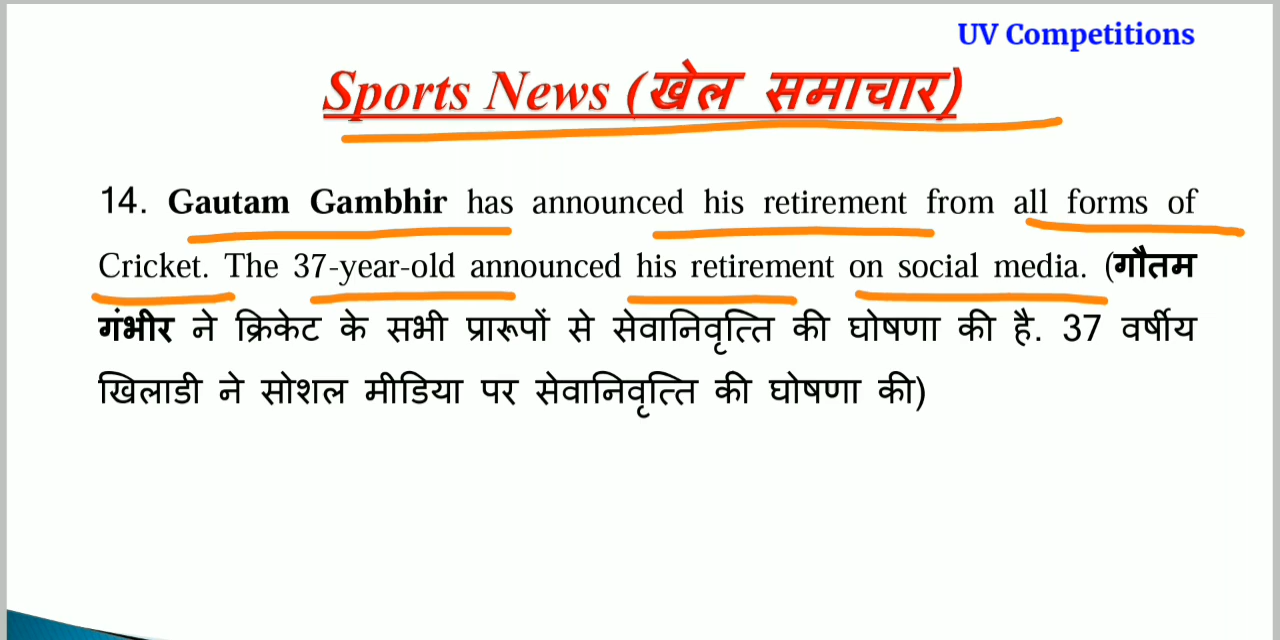 UV Competitions
Sports News (खेल समाचार)
14. Gautam Gambhir has announced his retirement from all forms of
Cricket. The 37-year-old announced his retirement on social media. (गौतम
गंभीर ने क्रिकेट के सभी प्रारूपों से सेवानिवृत्ति की घोषणा की है. 37 वर्षीय
खिलाडी ने सोशल मीडिया पर सेवानिवृत्ति की घोषणा की)